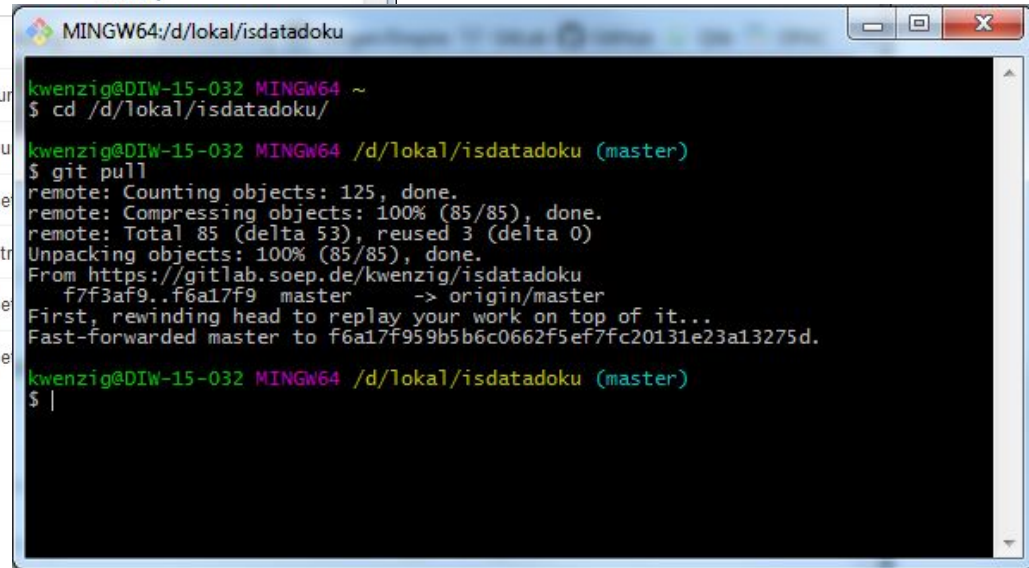 MINGW64:/d/lokal/isdatadoku
kwenzig@DIW-15-032 MINGW64 ~
$ cd /d/lokal/isdatadoku/
kwenzig@DIW-15-032 MINGW64 /d/lokal/isdatadoku (master)
$ git pull
remote: Counting objects: 125, done.
remote: Compressing objects: 100% (85/85), done.
remote: Total 85 (delta 53), reused 3 (delta 0)
Unpacking objects: 100% (85/85), done.
From https://gitlab.soep.de/kwenzig/isdatadoku
   f7f3af9..f6a17f9  master     -> origin/master
First, rewinding head to replay your work on top of it...
Fast-forwarded master to f6a17f959b5b6c0662f5ef7fc20131e23a13275d.
kwenzig@DIW-15-032 MINGW64 /d/lokal/isdatadoku (master)
$